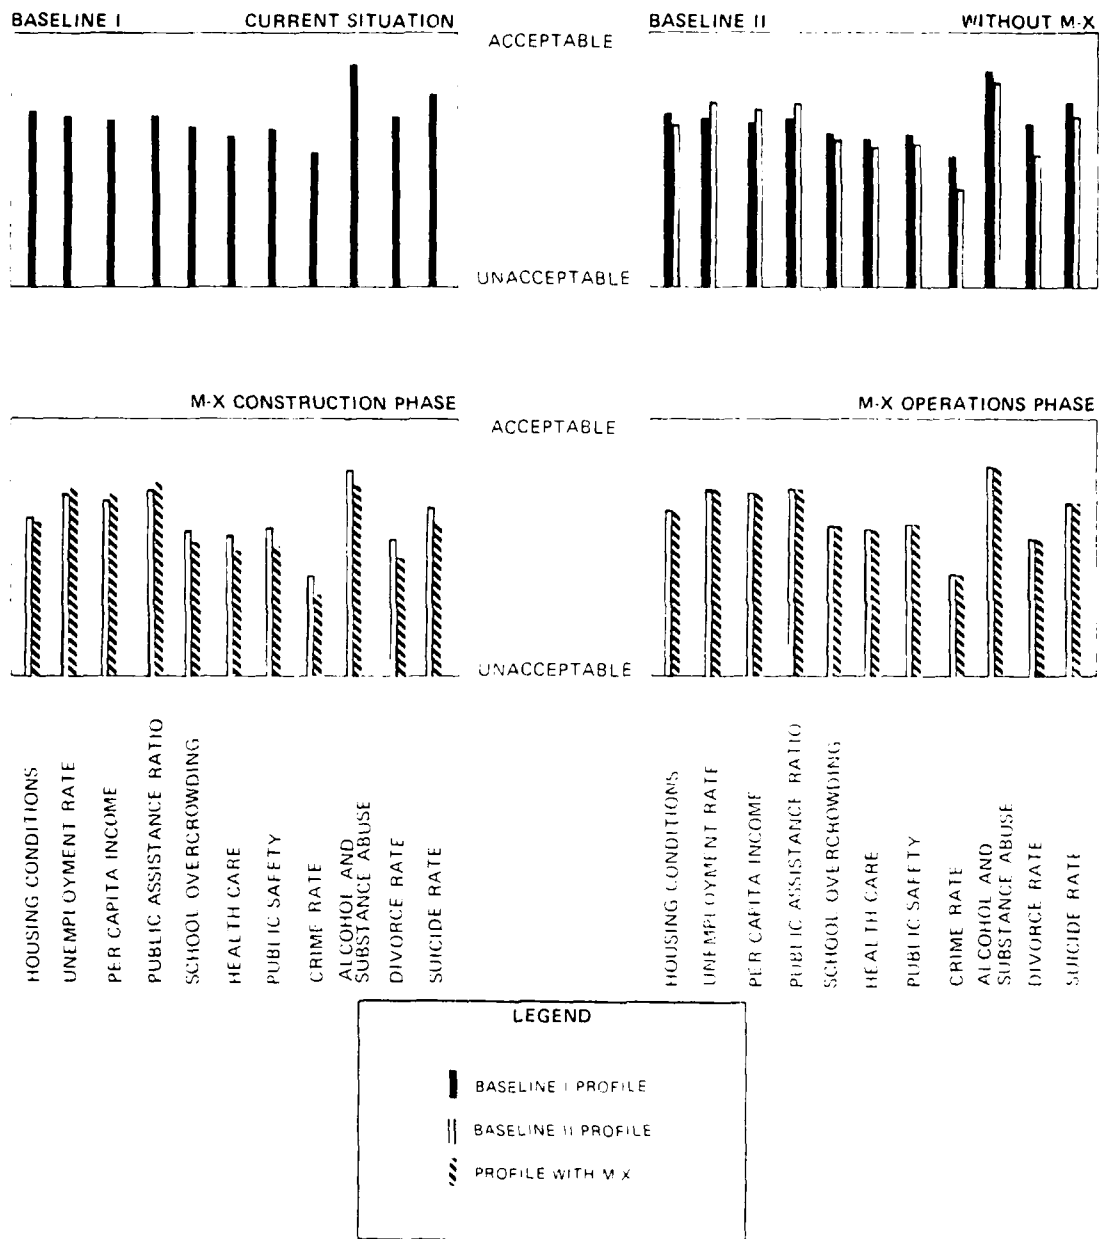 BASELINE I CURRENT SITUATION
ACCEPTABLE
UNACCEPTABLE
BASELINE II WITHOUT M-X
M-X CONSTRUCTION PHASE
ACCEPTABLE
UNACCEPTABLE
M-X OPERATIONS PHASE
HOUSING CONDITIONS
UNEMPLOYMENT RATE
PER CAPITA INCOME
PUBLIC ASSISTANCE RATIO
SCHOOL OVERCROWDING
HEALTH CARE
PUBLIC SAFETY
CRIME RATE
ALCOHOL AND
SUBSTANCE ABUSE
DIVORCE RATE
SUICIDE RATE
HOUSING CONDITIONS
UNEMPLOYMENT RATE
PER CAPITA INCOME
PUBLIC ASSISTANCE RATIO
SCHOOL OVERCROWDING
HEALTH CARE
PUBLIC SAFETY
CRIME RATE
ALCOHOL AND
SUBSTANCE ABUSE
DIVORCE RATE
SUICIDE RATE
LEGEND
BASELINE I PROFILE
BASELINE II PROFILE
PROFILE WITH M X